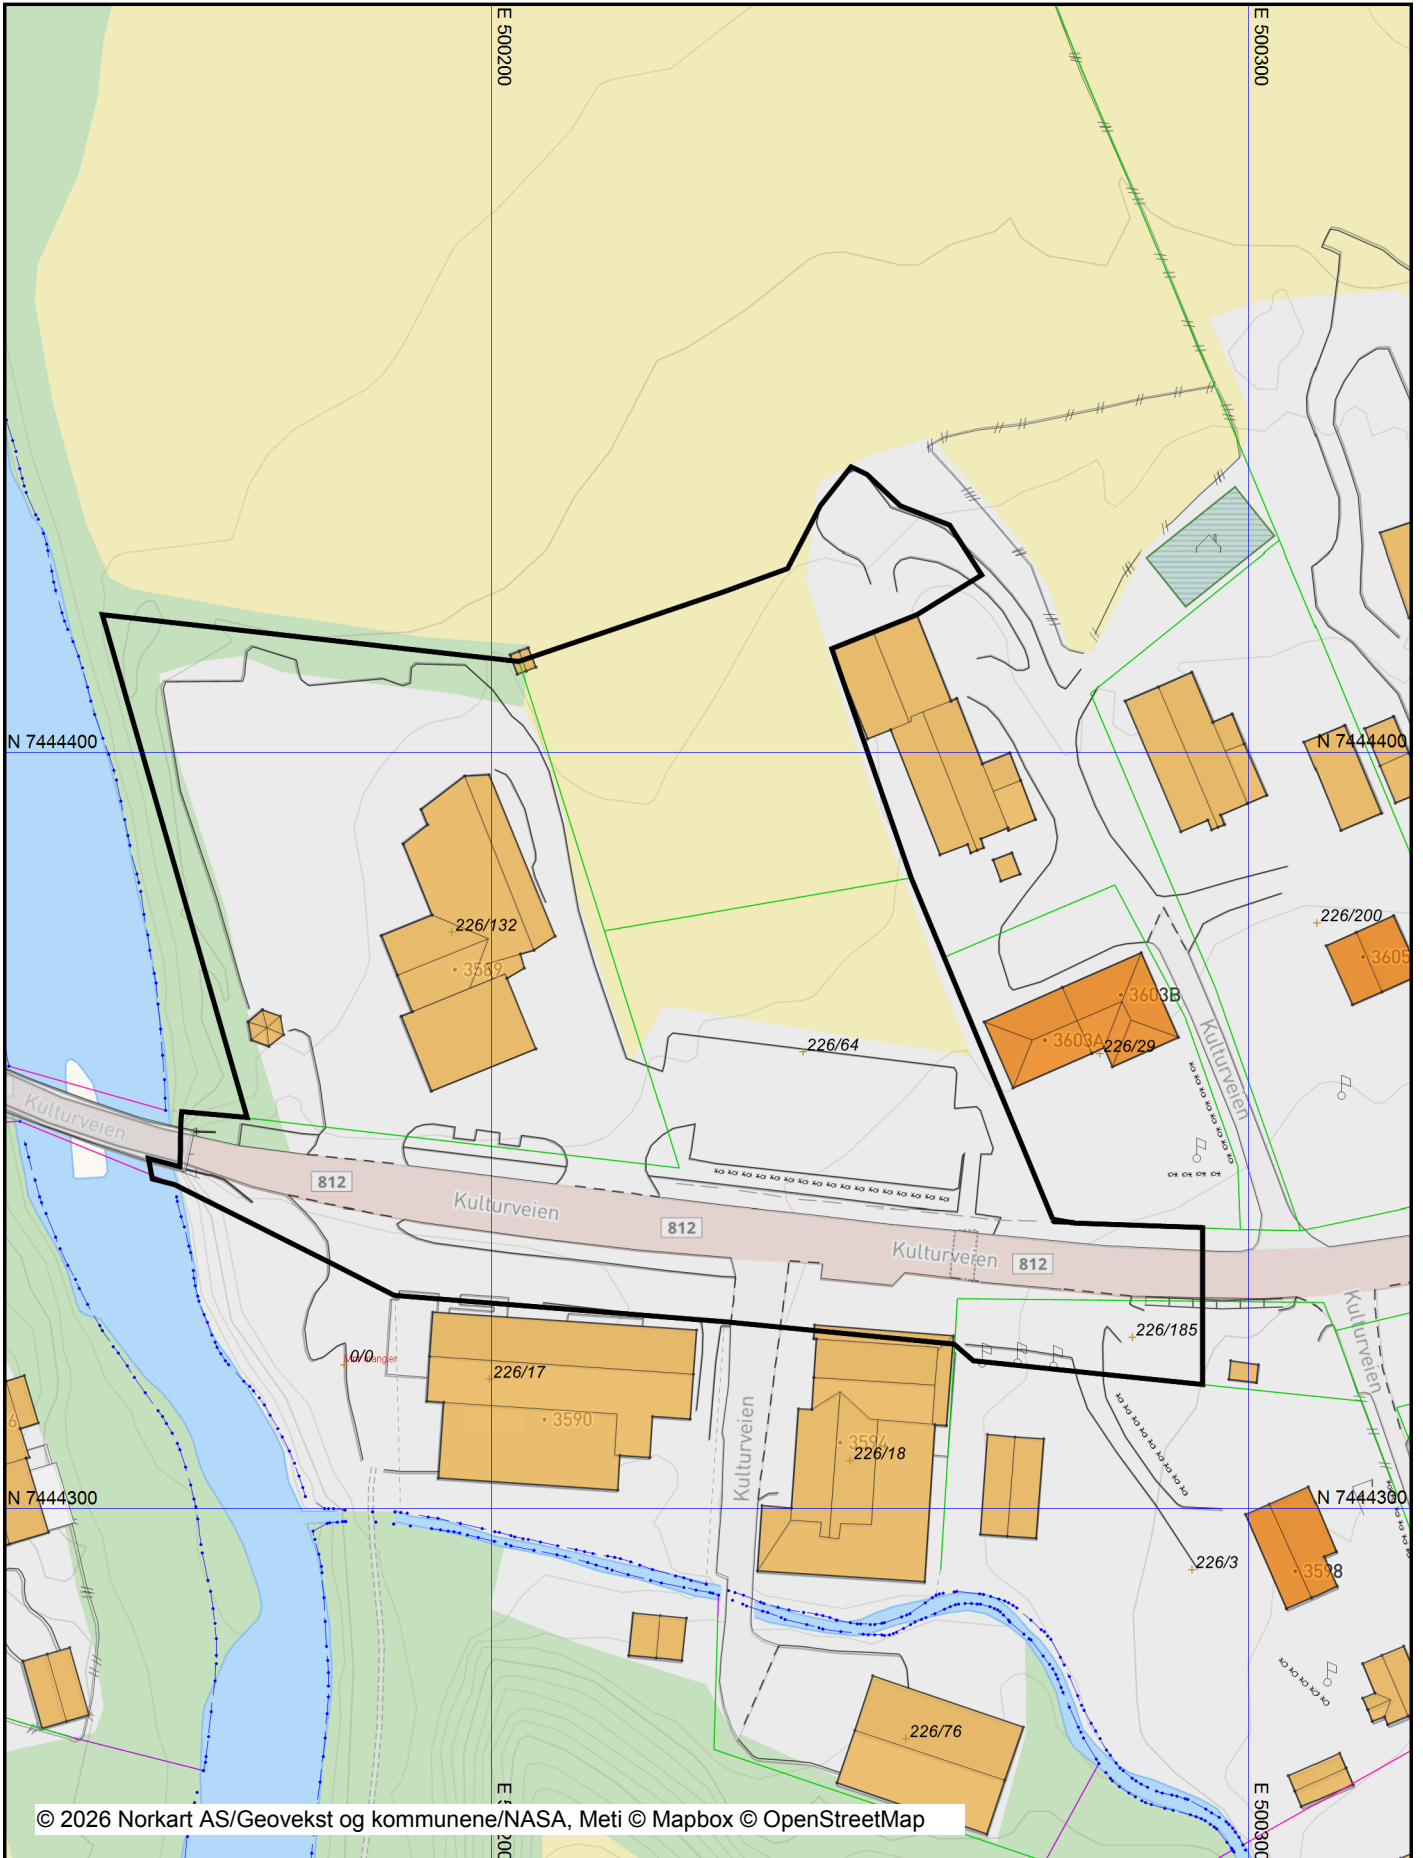 E 500200
E 500300
N 7444400
N 7444400
226/132
3589
226/200
3605
3603B
3603A
226/29
Kulturveien
226/64
Kulturveien
812
Kulturveien
812
Kulturveien
812
226/185
Kulturveien
0/0
226/17
3590
Kulturveien
226/18
N 7444300
N 7444300
226/3
3598
226/76
E 500300
© 2026 Norkart AS/Geovekst og kommunene/NASA, Meti © Mapbox © OpenStreetMap